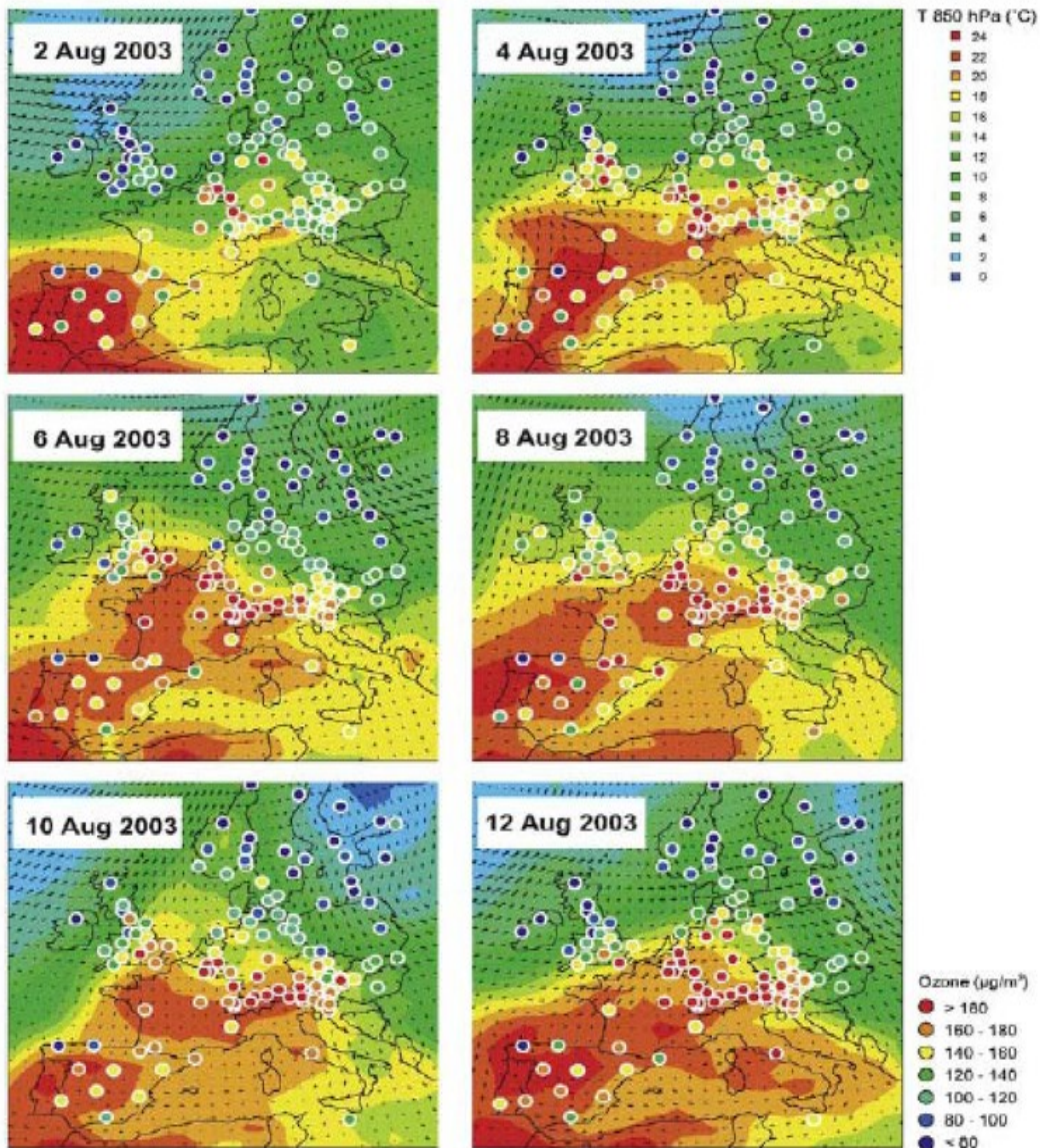 2 Aug 2003
4 Aug 2003
T 850 hPa (°C)
24
22
20
18
16
14
12
10
8
6
4
2
0
6 Aug 2003
8 Aug 2003
10 Aug 2003
12 Aug 2003
Ozone (µg/m³)
> 180
160 - 180
140 - 160
120 - 140
100 - 120
80 - 100
< 80